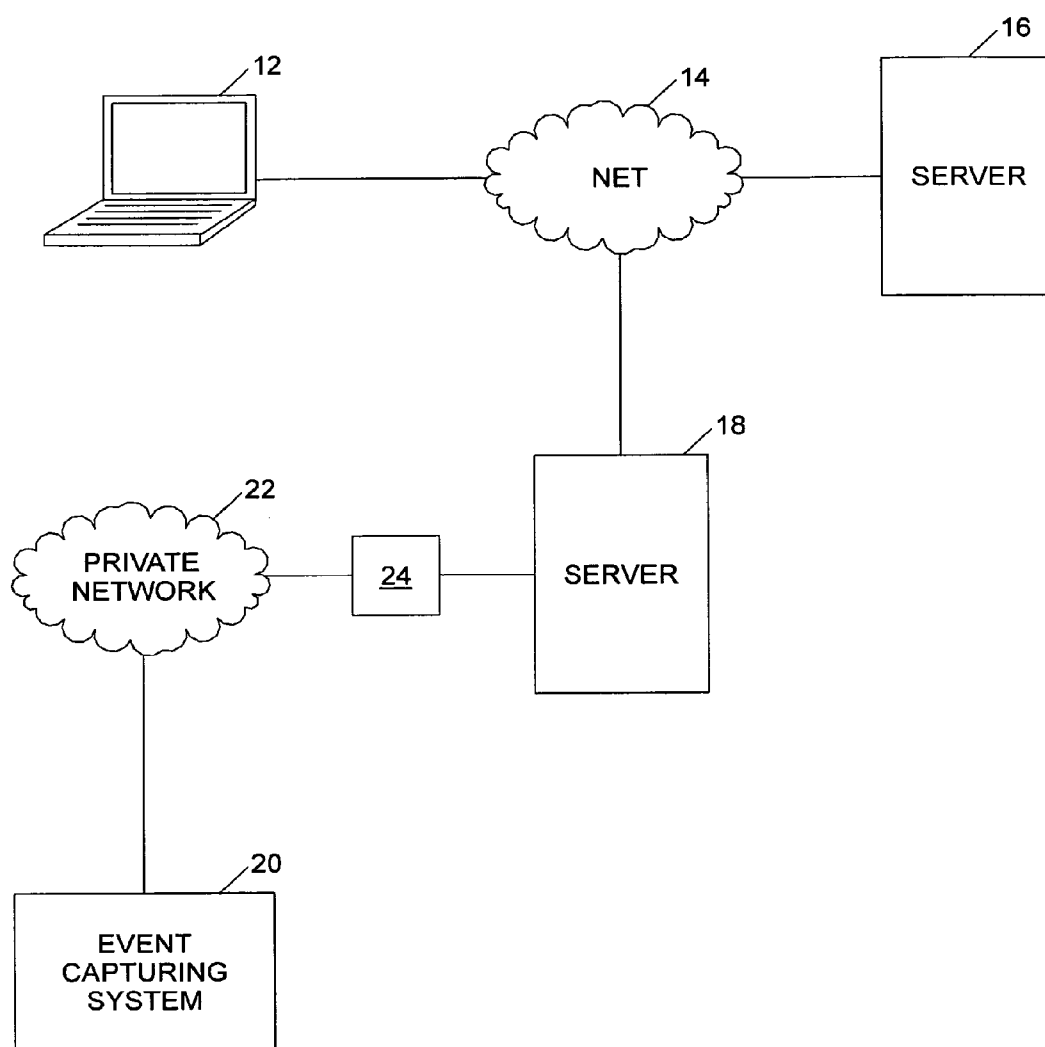 16
12
14
NET
SERVER
18
22
PRIVATE
NETWORK
24
SERVER
20
EVENT
CAPTURING
SYSTEM